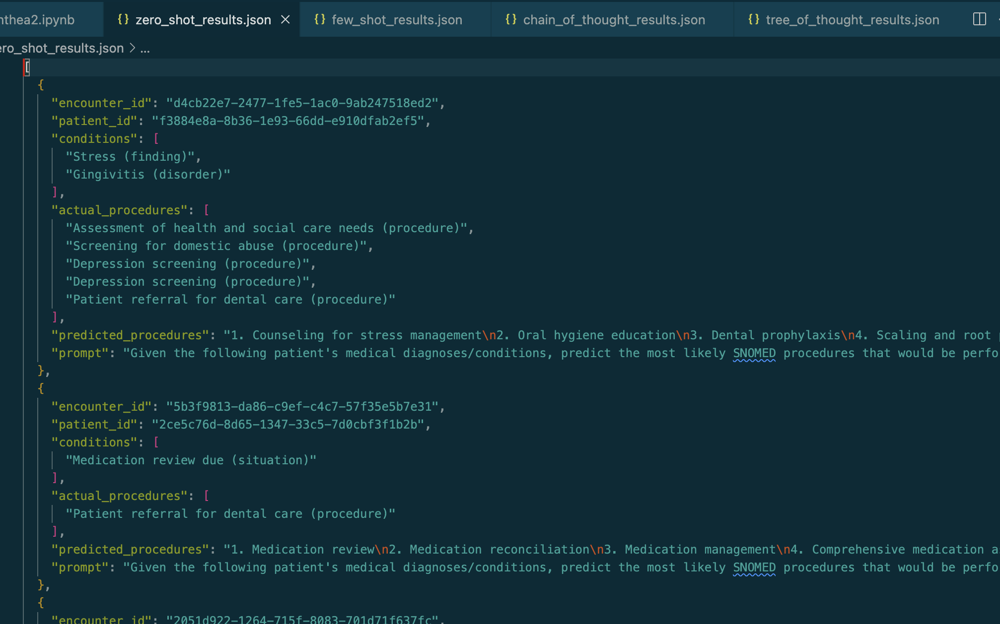 nthea2.ipynb {} zero_shot_results.json × {} few_shot_results.json {} chain_of_thought_results.json {} tree_of_thought_results.json
ero_shot_results.json > ...
[
{
"encounter_id": "d4cb22e7-2477-1fe5-1ac0-9ab247518ed2",
"patient_id": "f3884e8a-8b36-1e93-66dd-e910dfab2ef5",
"conditions": [
"Stress (finding)",
"Gingivitis (disorder)"
],
"actual_procedures": [
"Assessment of health and social care needs (procedure)",
"Screening for domestic abuse (procedure)",
"Depression screening (procedure)",
"Depression screening (procedure)",
"Patient referral for dental care (procedure)"
],
"predicted_procedures": "1. Counseling for stress management\n2. Oral hygiene education\n3. Dental prophylaxis\n4. Scaling and root
"prompt": "Given the following patient's medical diagnoses/conditions, predict the most likely SNOMED procedures that would be perfo
},
{
"encounter_id": "5b3f9813-da86-c9ef-c4c7-57f35e5b7e31",
"patient_id": "2ce5c76d-8d65-1347-33c5-7d0cbf3f1b2b",
"conditions": [
"Medication review due (situation)"
],
"actual_procedures": [
"Patient referral for dental care (procedure)"
],
"predicted_procedures": "1. Medication review\n2. Medication reconciliation\n3. Medication management\n4. Comprehensive medication a
"prompt": "Given the following patient's medical diagnoses/conditions, predict the most likely SNOMED procedures that would be perfo
},
{
"encounter_id": "2051d922-1264-715f-8083-701d71f637fc",